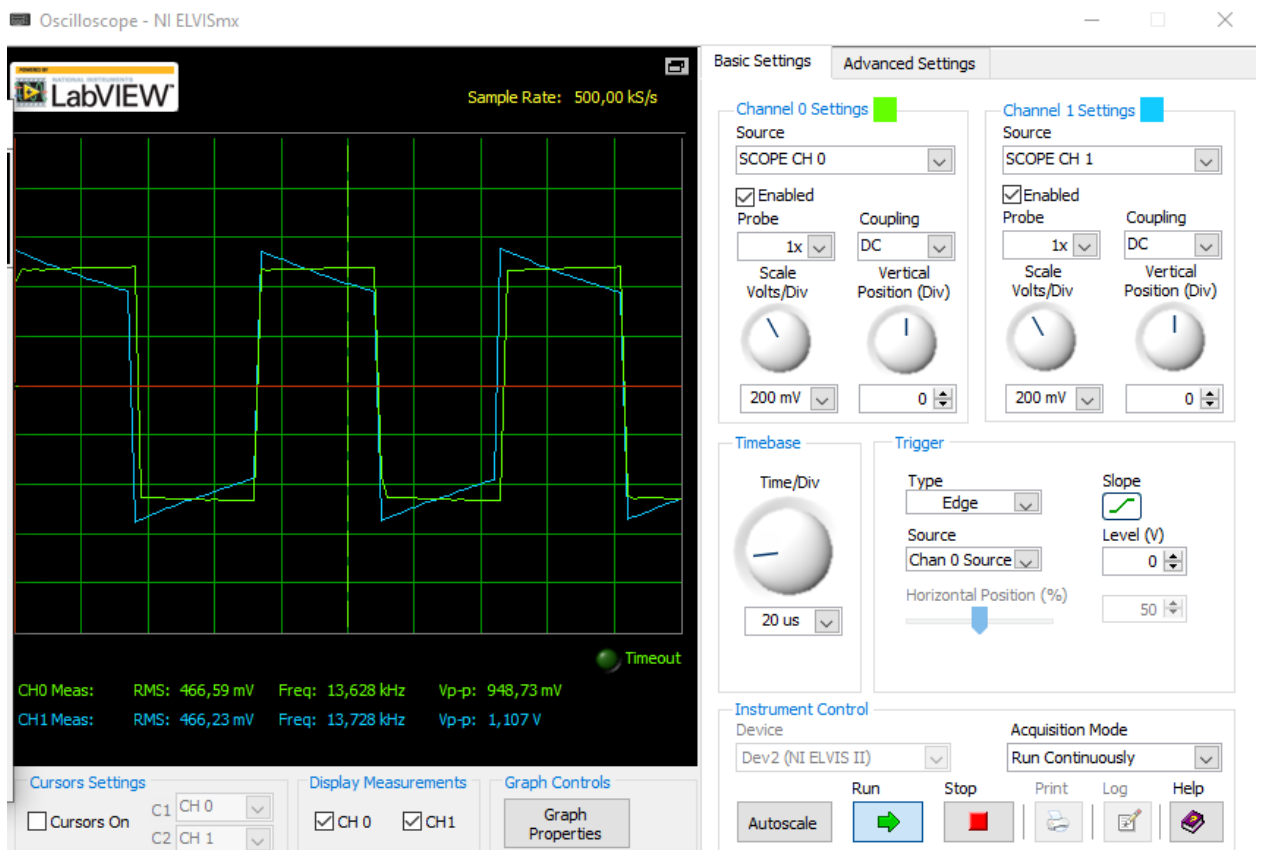 Oscilloscope - NI ELVISmx
POWERED BY
NATIONAL INSTRUMENTS
LabVIEW
Sample Rate: 500,00 kS/s
Timeout
CH0 Meas: RMS: 466,59 mV Freq: 13,628 kHz Vp-p: 948,73 mV
CH1 Meas: RMS: 466,23 mV Freq: 13,728 kHz Vp-p: 1,107 V
Cursors Settings
Cursors On
C1 CH 0
C2 CH 1
Display Measurements
CH 0 CH1
Graph Controls
Graph
Properties
Basic Settings Advanced Settings
Channel 0 Settings
Source
SCOPE CH 0
Enabled
Probe Coupling
1x DC
Scale Vertical
Volts/Div Position (Div)
200 mV 0
Channel 1 Settings
Source
SCOPE CH 1
Enabled
Probe Coupling
1x DC
Scale Vertical
Volts/Div Position (Div)
200 mV 0
Timebase
Time/Div
20 us
Trigger
Type Slope
Edge
Source Level (V)
Chan 0 Source 0
Horizontal Position (%)
50
Instrument Control
Device Acquisition Mode
Dev2 (NI ELVIS II) Run Continuously
Run Stop Print Log Help
Autoscale